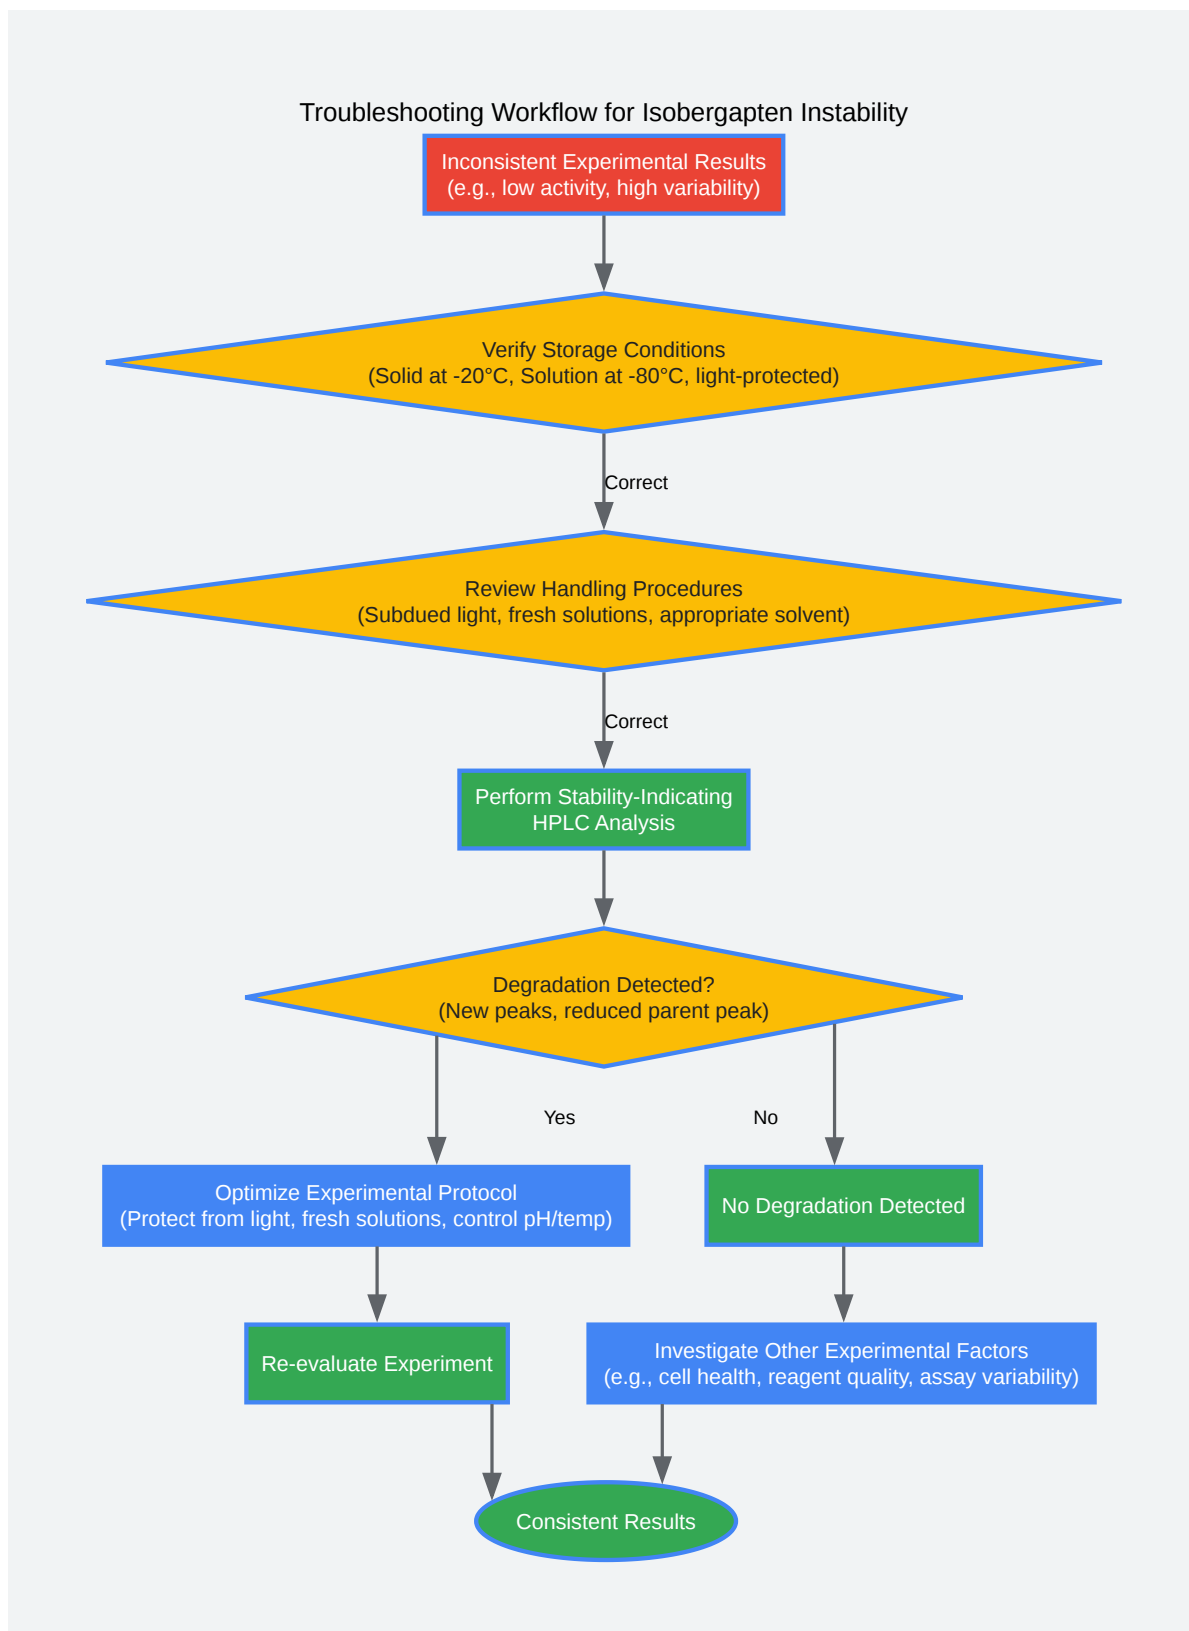 Troubleshooting Workflow for Isobergapten Instability
Inconsistent Experimental Results
(e.g., low activity, high variability)
Verify Storage Conditions
(Solid at -20°C, Solution at -80°C, light-protected)
Correct
Review Handling Procedures
(Subdued light, fresh solutions, appropriate solvent)
Correct
Perform Stability-Indicating
HPLC Analysis
Degradation Detected?
(New peaks, reduced parent peak)
Yes
No
Optimize Experimental Protocol
(Protect from light, fresh solutions, control pH/temp)
No Degradation Detected
Re-evaluate Experiment
Investigate Other Experimental Factors
(e.g., cell health, reagent quality, assay variability)
Consistent Results